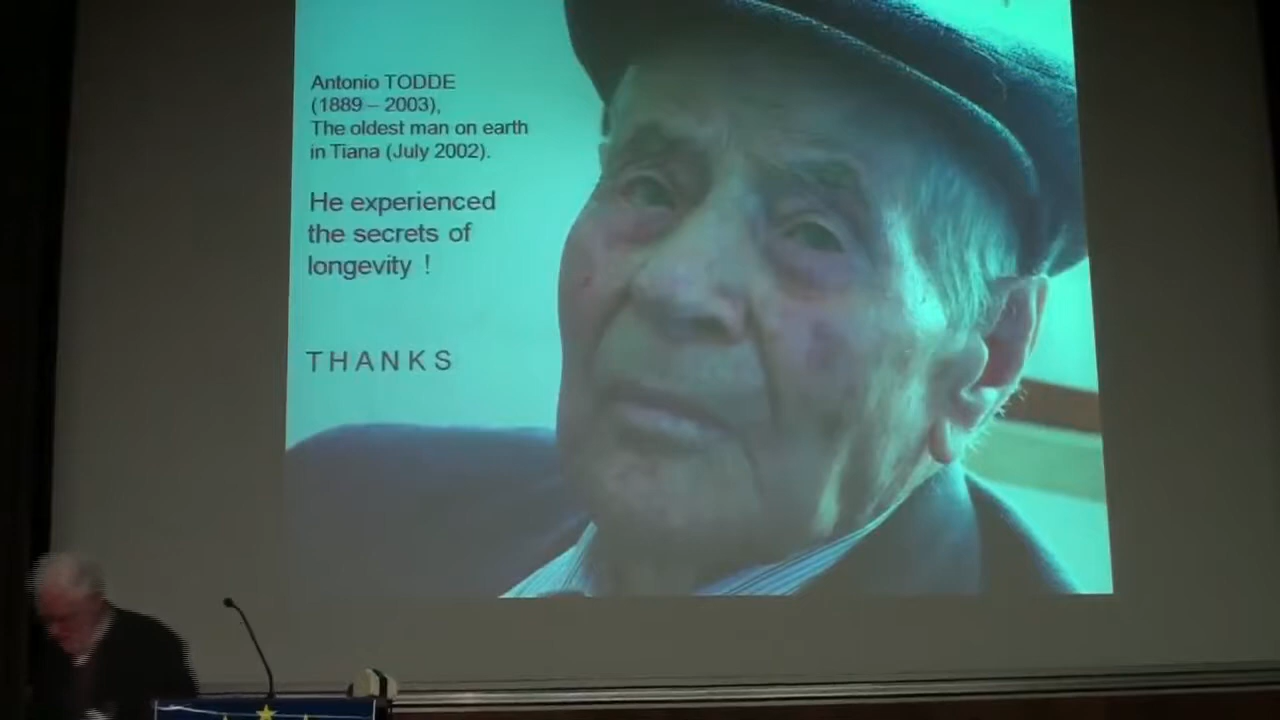 Antonio TODDE
(1889 – 2003),
The oldest man on earth
in Tiana (July 2002).
He experienced
the secrets of
longevity !
THANKS